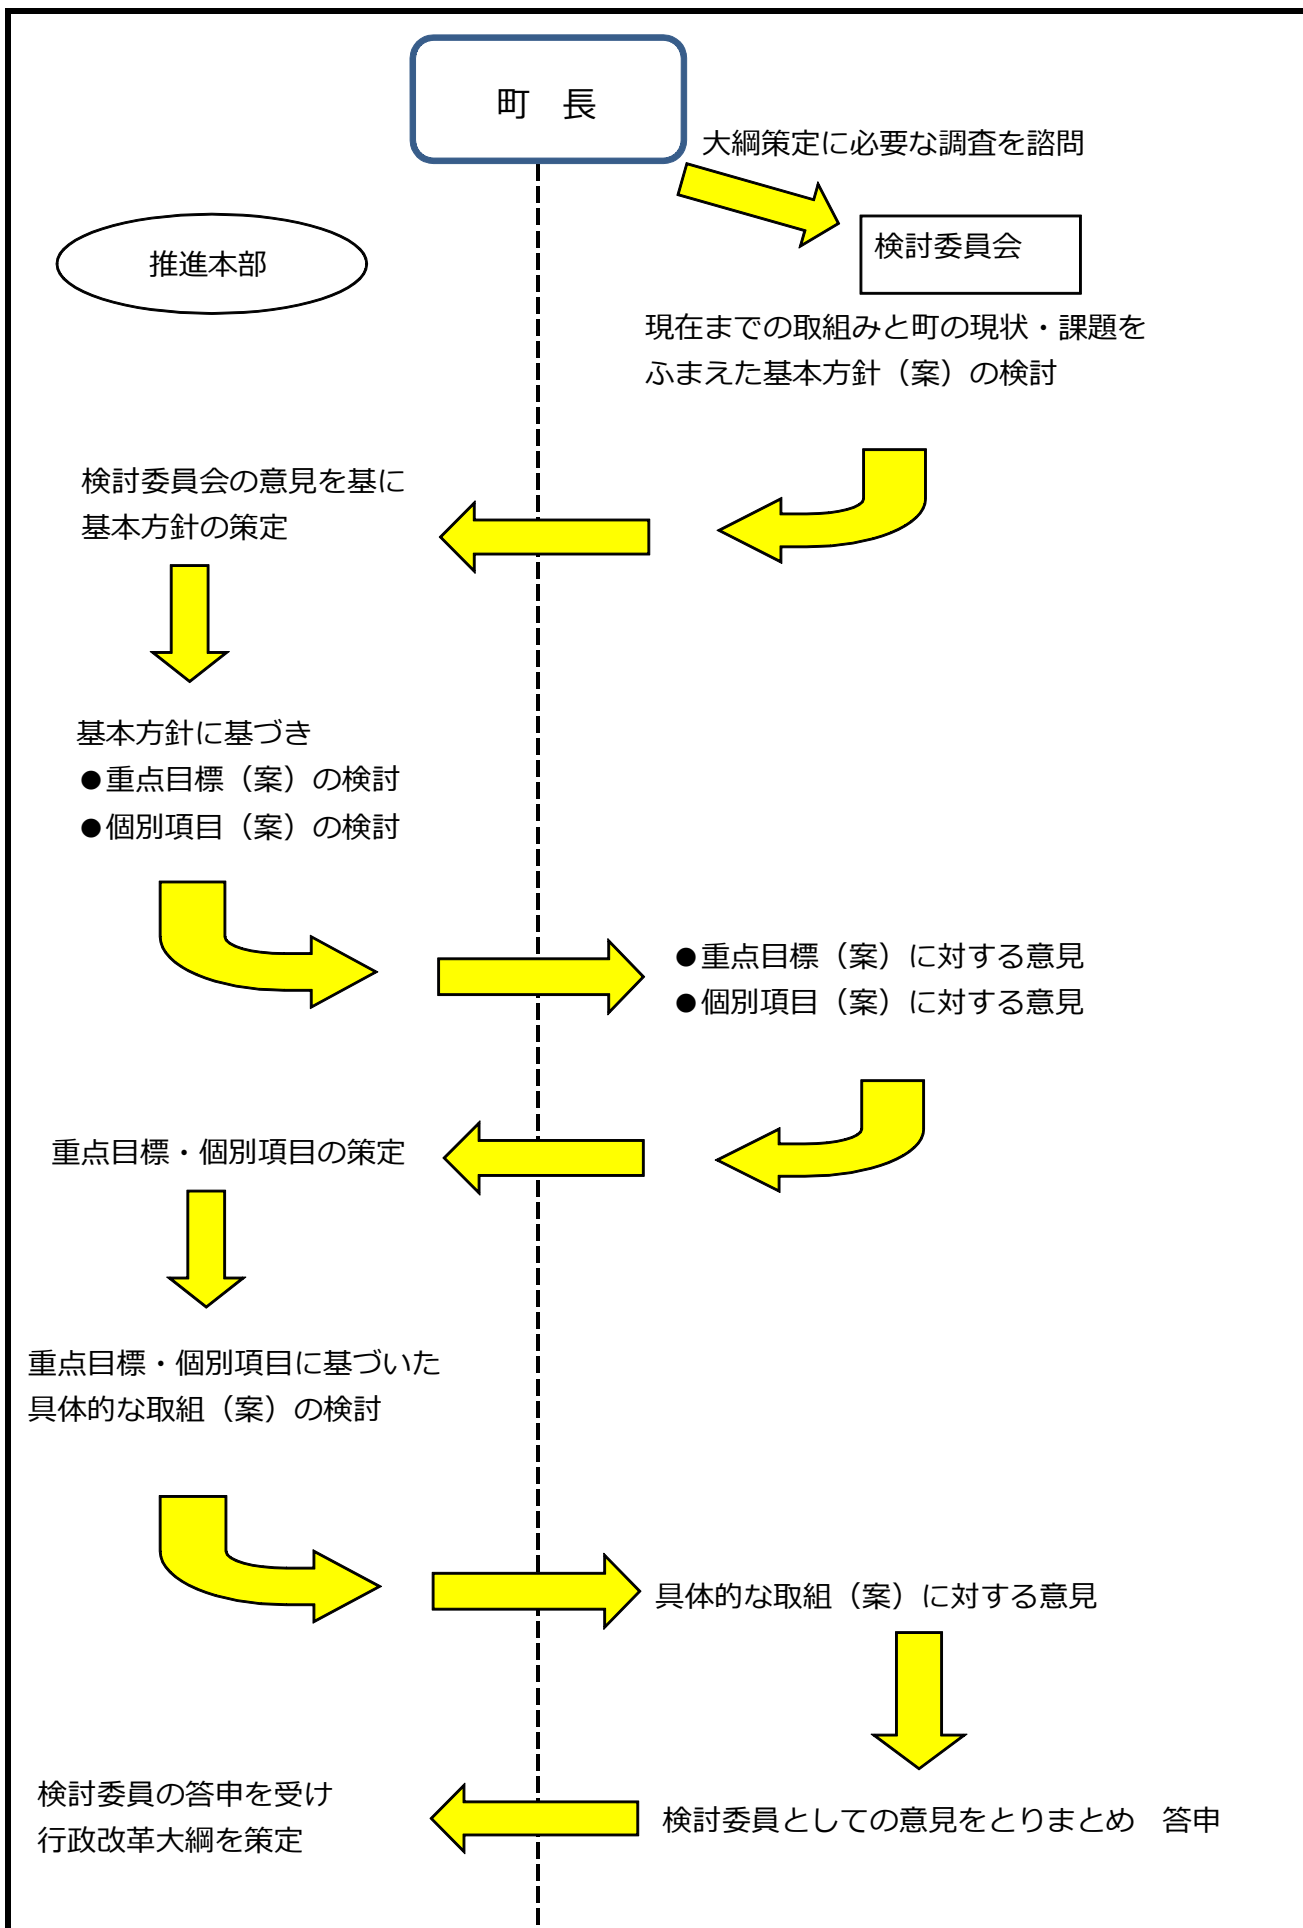 町　長
大綱策定に必要な調査を諮問
推進本部
検討委員会
現在までの取組みと町の現状・課題を
ふまえた基本方針（案）の検討
検討委員会の意見を基に
基本方針の策定
基本方針に基づき
●重点目標（案）の検討
●個別項目（案）の検討
●重点目標（案）に対する意見
●個別項目（案）に対する意見
重点目標・個別項目の策定
重点目標・個別項目に基づいた
具体的な取組（案）の検討
具体的な取組（案）に対する意見
検討委員としての意見をとりまとめ　答申
検討委員の答申を受け
行政改革大綱を策定